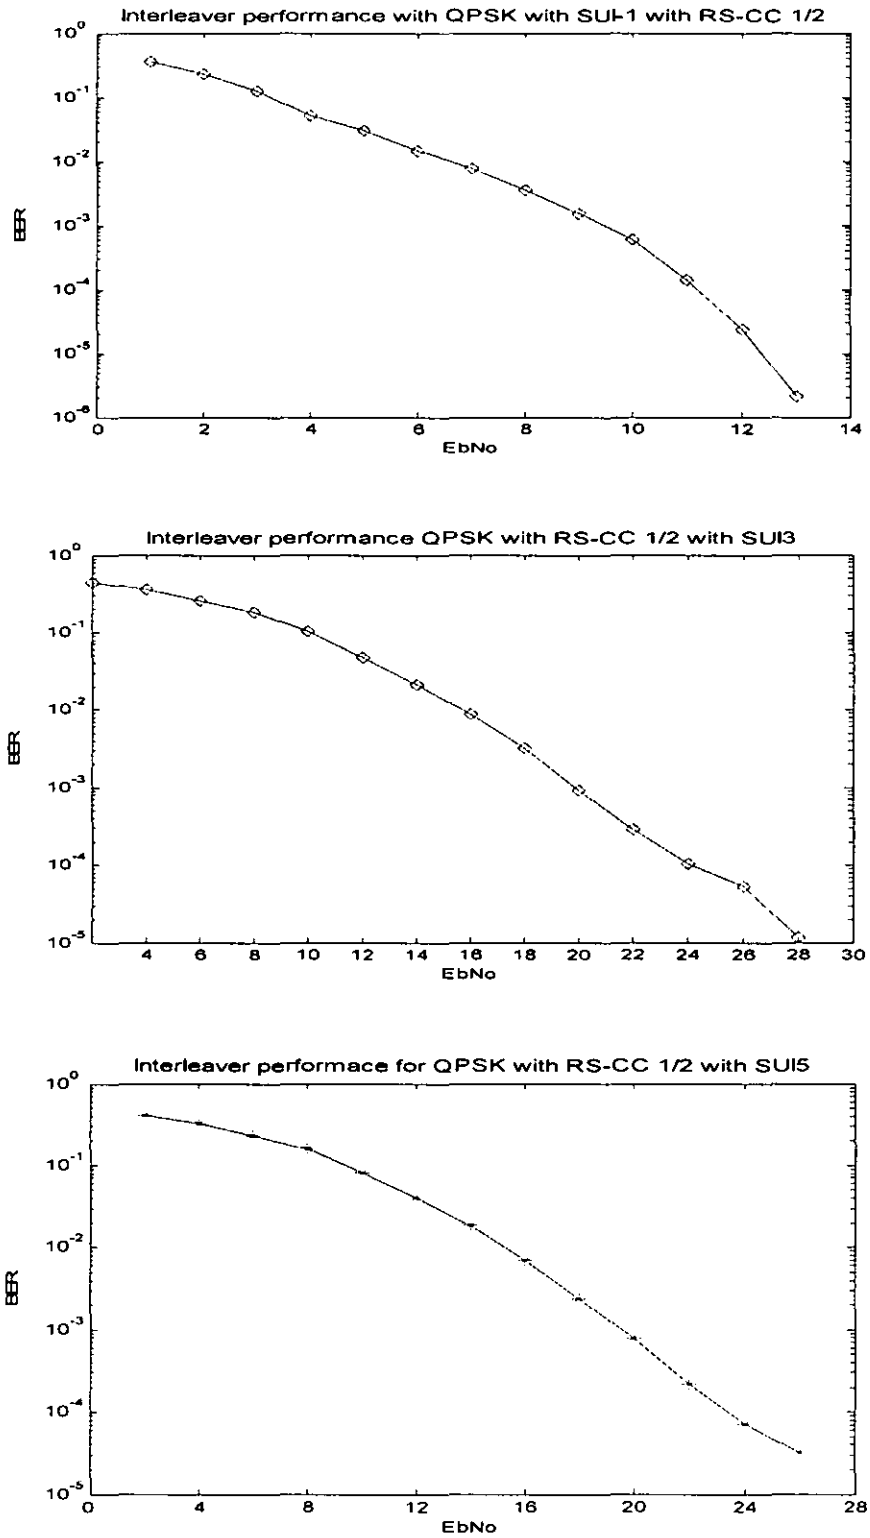 Interleaver performance with QPSK with SUI-1 with RS-CC 1/2
10^0
10^-1
10^-2
10^-3
10^-4
10^-5
10^-6
BER
0 2 4 6 8 10 12 14
EbNo
Interleaver performance QPSK with RS-CC 1/2 with SUI3
10^0
10^-1
10^-2
10^-3
10^-4
10^-5
BER
4 6 8 10 12 14 16 18 20 22 24 26 28 30
EbNo
Interleaver performace for QPSK with RS-CC 1/2 with SUI5
10^0
10^-1
10^-2
10^-3
10^-4
10^-5
BER
0 4 8 12 16 20 24 28
EbNo